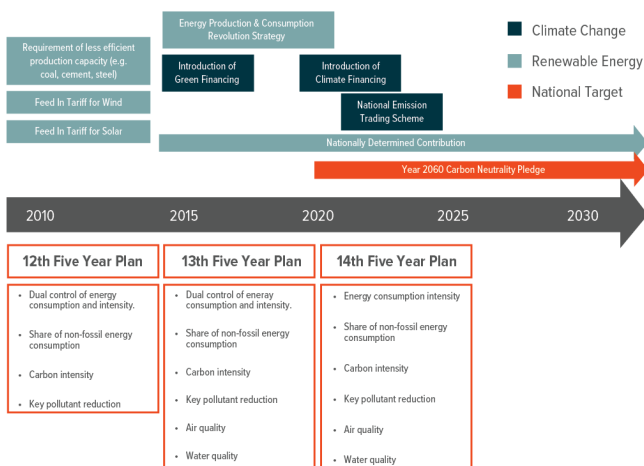 Energy Production & Consumption
Revolution Strategy
Climate Change
Renewable Energy
National Target
Requirement of less efficient
production capacity (e.g.
coal, cement, steel)
Introduction of
Green Financing
Introduction of
Climate Financing
Feed In Tariff for Wind
National Emission
Trading Scheme
Feed In Tariff for Solar
Nationally Determined Contribution
Year 2060 Carbon Neutrality Pledge
2010
2015
2020
2025
2030
12th Five Year Plan
• Dual control of energy
consumption and intensity.
• Share of non-fossil energy
consumption
• Carbon intensity
• Key pollutant reduction
13th Five Year Plan
• Dual control of eneray
consumption and intensity.
• Share of non-fossil energy
consumption
• Carbon intensity
• Key pollutant reduction
• Air quality
• Water quality
14th Five Year Plan
• Energy consumption intensity
• Share of non-fossil energy
consumption
• Carbon intensity
• Key pollutant reduction
• Air quality
• Water quality